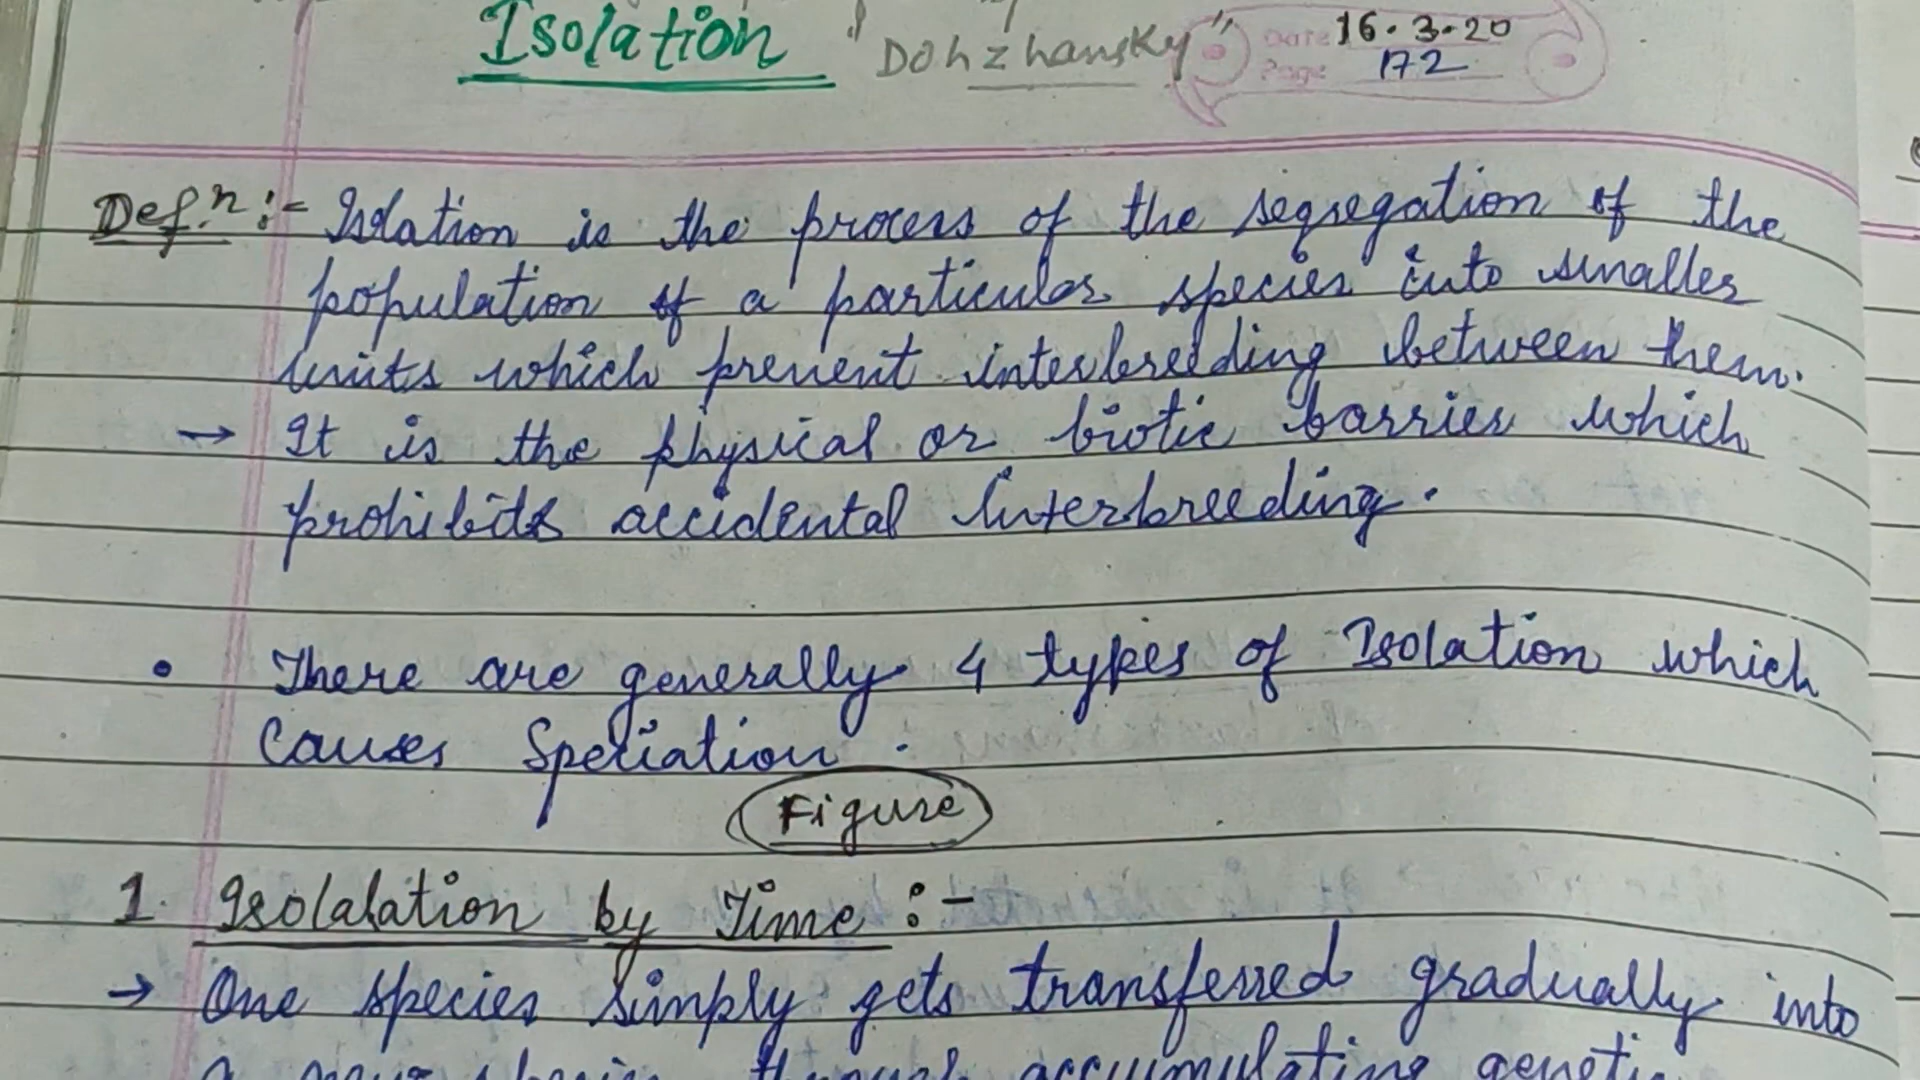 Isolation "Dohzhansky" Date 16.3.20
Page 172
Defn:- Isolation is the process of the segregation of the
population of a particular species into smaller
units which prevent interbreeding between them.
→ It is the physical or biotic barrier which
prohibits accidental Interbreeding.
• There are generally 4 types of Isolation which
causes Speciation.
Figure
1. Isolalation by Time :-
→ One species simply gets transferred gradually into
a through accumulating